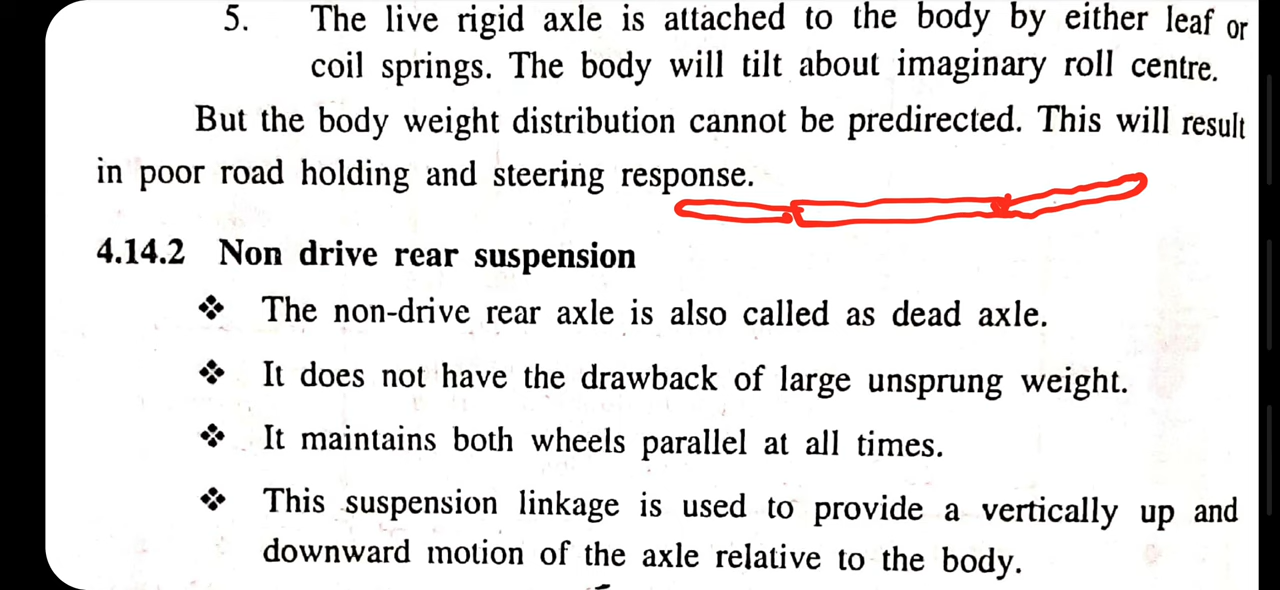 5. The live rigid axle is attached to the body by either leaf or
coil springs. The body will tilt about imaginary roll centre.
But the body weight distribution cannot be predirected. This will result
in poor road holding and steering response.
4.14.2 Non drive rear suspension
❖ The non-drive rear axle is also called as dead axle.
❖ It does not have the drawback of large unsprung weight.
❖ It maintains both wheels parallel at all times.
❖ This suspension linkage is used to provide a vertically up and
downward motion of the axle relative to the body.